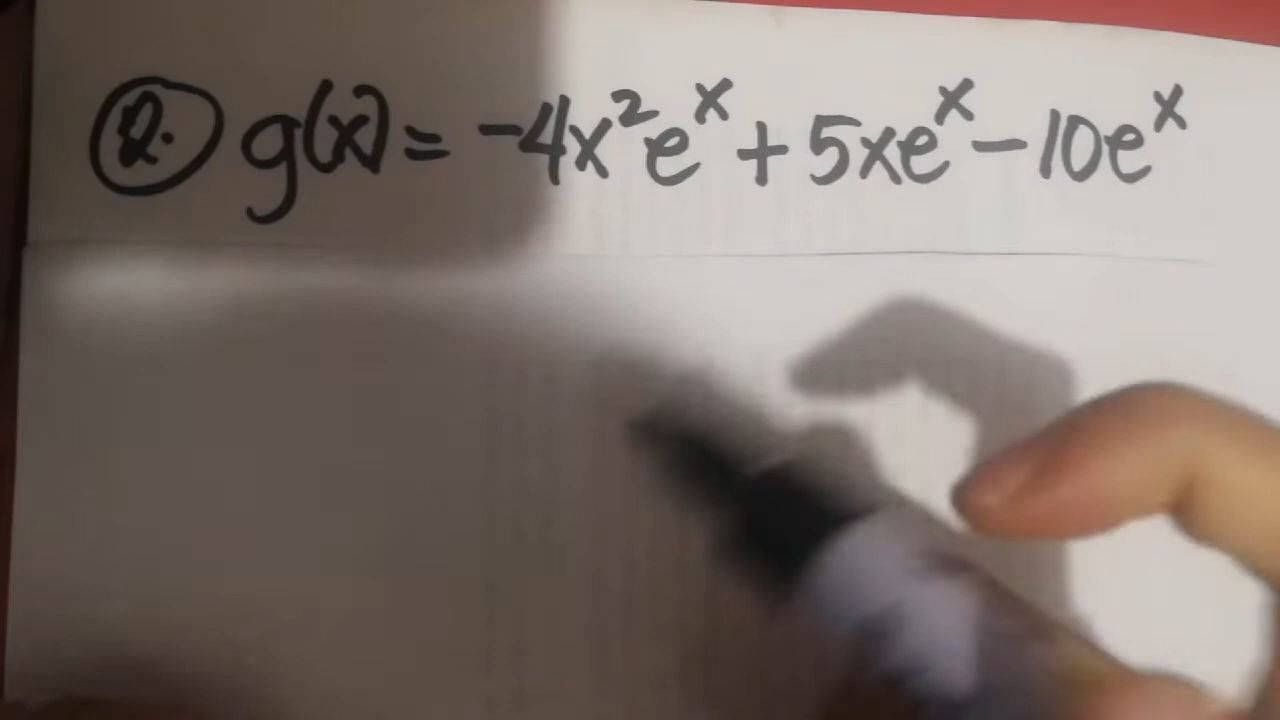 2. g(x) = -4x²eˣ + 5xeˣ - 10eˣ